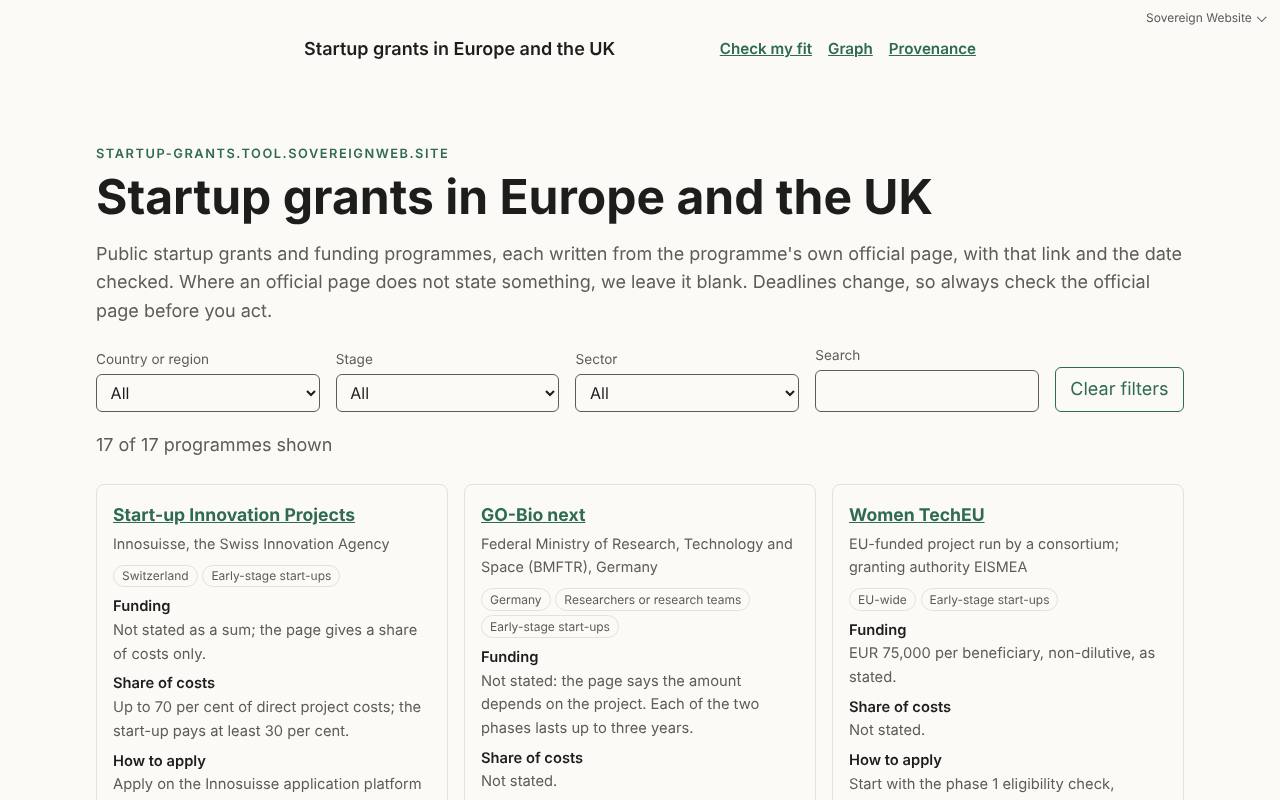 Sovereign Website
Startup grants in Europe and the UK
Check my fit
Graph
Provenance
STARTUP-GRANTS.TOOL.SOVEREIGNWEB.SITE
Startup grants in Europe and the UK
Public startup grants and funding programmes, each written from the programme's own official page, with that link and the date
checked. Where an official page does not state something, we leave it blank. Deadlines change, so always check the official
page before you act.
Country or region
All
Stage
All
Sector
All
Search
Clear filters
17 of 17 programmes shown
Start-up Innovation Projects
Innosuisse, the Swiss Innovation Agency
Switzerland
Early-stage start-ups
Funding
Not stated as a sum; the page gives a share
of costs only.
Share of costs
Up to 70 per cent of direct project costs; the
start-up pays at least 30 per cent.
How to apply
Apply on the Innosuisse application platform
GO-Bio next
Federal Ministry of Research, Technology and
Space (BMFTR), Germany
Germany
Researchers or research teams
Early-stage start-ups
Funding
Not stated: the page says the amount
depends on the project. Each of the two
phases lasts up to three years.
Share of costs
Not stated.
Women TechEU
EU-funded project run by a consortium;
granting authority EISMEA
EU-wide
Early-stage start-ups
Funding
EUR 75,000 per beneficiary, non-dilutive, as
stated.
Share of costs
Not stated.
How to apply
Start with the phase 1 eligibility check,